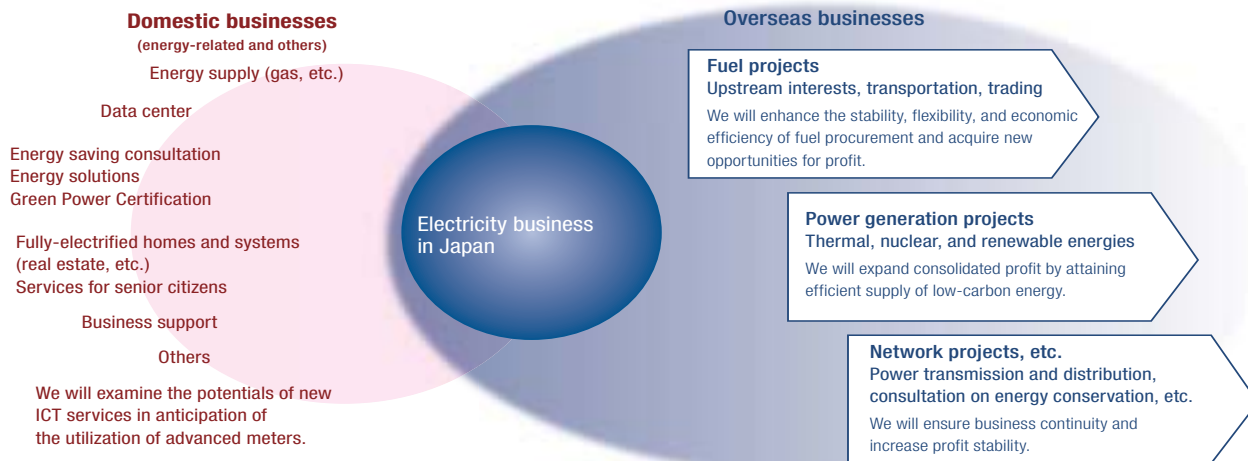 Domestic businesses
(energy-related and others)
Energy supply (gas, etc.)
Data center
Energy saving consultation
Energy solutions
Green Power Certification
Fully-electrified homes and systems
(real estate, etc.)
Services for senior citizens
Business support
Others
We will examine the potentials of new
ICT services in anticipation of
the utilization of advanced meters.
Electricity business
in Japan
Overseas businesses
Fuel projects
Upstream interests, transportation, trading
We will enhance the stability, flexibility, and economic
efficiency of fuel procurement and acquire new
opportunities for profit.
Power generation projects
Thermal, nuclear, and renewable energies
We will expand consolidated profit by attaining
efficient supply of low-carbon energy.
Network projects, etc.
Power transmission and distribution,
consultation on energy conservation, etc.
We will ensure business continuity and
increase profit stability.